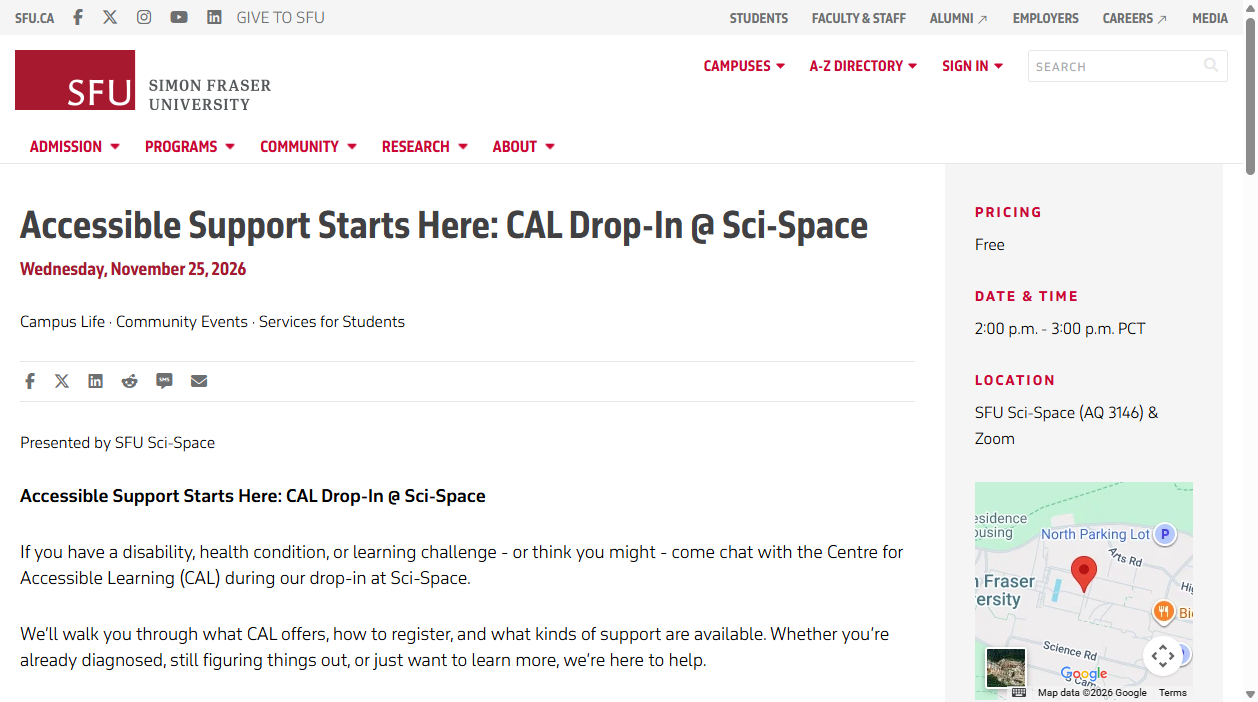 SFU.CA GIVE TO SFU STUDENTS FACULTY & STAFF ALUMNI EMPLOYERS CAREERS MEDIA
SFU SIMON FRASER
UNIVERSITY
CAMPUSES A-Z DIRECTORY SIGN IN SEARCH
ADMISSION PROGRAMS COMMUNITY RESEARCH ABOUT
Accessible Support Starts Here: CAL Drop-In @ Sci-Space
Wednesday, November 25, 2026
Campus Life · Community Events · Services for Students
SMS
Presented by SFU Sci-Space
Accessible Support Starts Here: CAL Drop-In @ Sci-Space
If you have a disability, health condition, or learning challenge - or think you might - come chat with the Centre for
Accessible Learning (CAL) during our drop-in at Sci-Space.
We'll walk you through what CAL offers, how to register, and what kinds of support are available. Whether you're
already diagnosed, still figuring things out, or just want to learn more, we're here to help.
PRICING
Free
DATE & TIME
2:00 p.m. - 3:00 p.m. PCT
LOCATION
SFU Sci-Space (AQ 3146) &
Zoom
esidence
ousing
North Parking Lot P
Arts Rd
n Fraser
ersity
Hig
Bie
Science Rd
Google
Map data ©2026 Google Terms